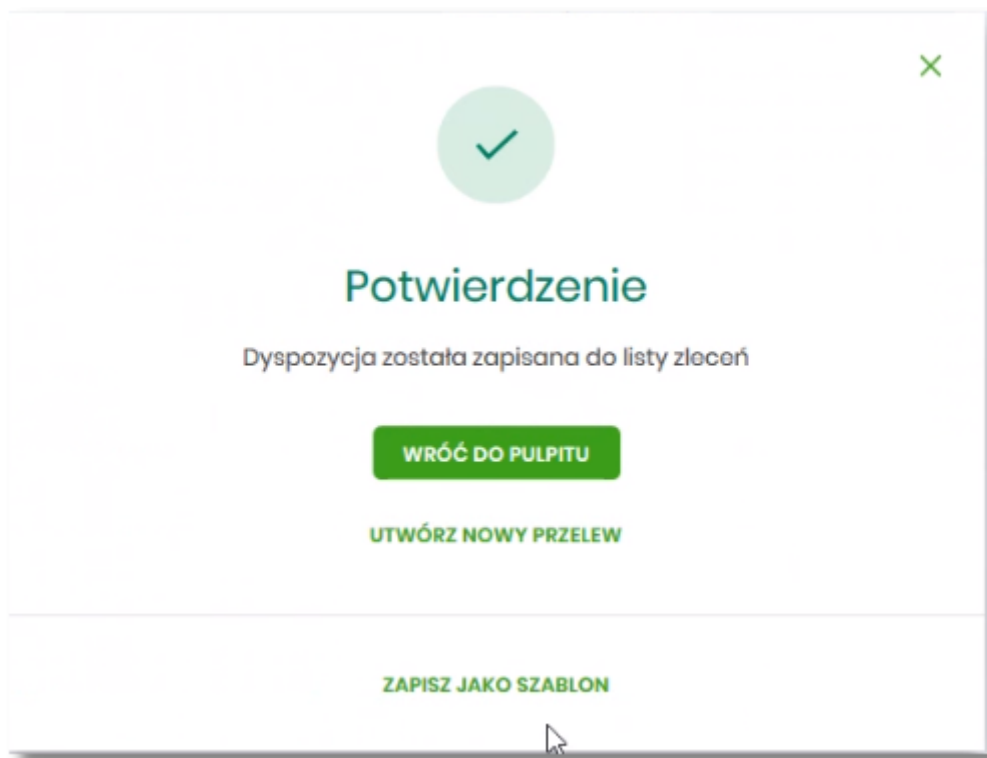 Potwierdzenie
Dyspozycja została zapisana do listy zleceń
WRÓĆ DO PULPITU
UTWÓRZ NOWY PRZELEW
ZAPISZ JAKO SZABLON